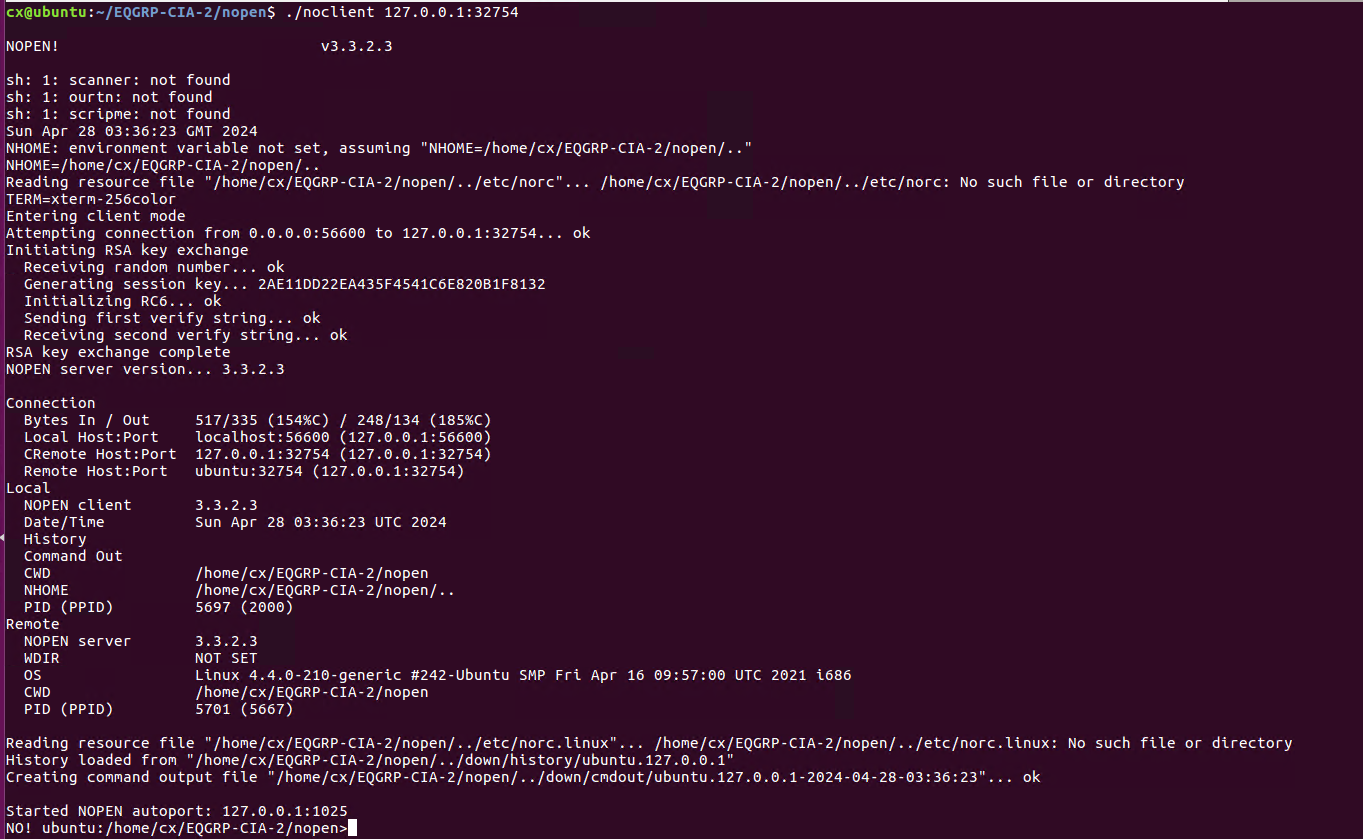 cx@ubuntu:~/EQGRP-CIA-2/nopen$ ./noclient 127.0.0.1:32754
NOPEN! v3.3.2.3
sh: 1: scanner: not found
sh: 1: ourtn: not found
sh: 1: scripme: not found
Sun Apr 28 03:36:23 GMT 2024
NHOME: environment variable not set, assuming "NHOME=/home/cx/EQGRP-CIA-2/nopen/.."
NHOME=/home/cx/EQGRP-CIA-2/nopen/..
Reading resource file "/home/cx/EQGRP-CIA-2/nopen/../etc/norc"... /home/cx/EQGRP-CIA-2/nopen/../etc/norc: No such file or directory
TERM=xterm-256color
Entering client mode
Attempting connection from 0.0.0.0:56600 to 127.0.0.1:32754... ok
Initiating RSA key exchange
Receiving random number... ok
Generating session key... 2AE11DD22EA435F4541C6E820B1F8132
Initializing RC6... ok
Sending first verify string... ok
Receiving second verify string... ok
RSA key exchange complete
NOPEN server version... 3.3.2.3
Connection
Bytes In / Out 517/335 (154%C) / 248/134 (185%C)
Local Host:Port localhost:56600 (127.0.0.1:56600)
CRemote Host:Port 127.0.0.1:32754 (127.0.0.1:32754)
Remote Host:Port ubuntu:32754 (127.0.0.1:32754)
Local
NOPEN client 3.3.2.3
Date/Time Sun Apr 28 03:36:23 UTC 2024
History
Command Out
CWD /home/cx/EQGRP-CIA-2/nopen
NHOME /home/cx/EQGRP-CIA-2/nopen/..
PID (PPID) 5697 (2000)
Remote
NOPEN server 3.3.2.3
WDIR NOT SET
OS Linux 4.4.0-210-generic #242-Ubuntu SMP Fri Apr 16 09:57:00 UTC 2021 i686
CWD /home/cx/EQGRP-CIA-2/nopen
PID (PPID) 5701 (5667)
Reading resource file "/home/cx/EQGRP-CIA-2/nopen/../etc/norc.linux"... /home/cx/EQGRP-CIA-2/nopen/../etc/norc.linux: No such file or directory
History loaded from "/home/cx/EQGRP-CIA-2/nopen/../down/history/ubuntu.127.0.0.1"
Creating command output file "/home/cx/EQGRP-CIA-2/nopen/../down/cmdout/ubuntu.127.0.0.1-2024-04-28-03:36:23"... ok
Started NOPEN autoport: 127.0.0.1:1025
NO! ubuntu:/home/cx/EQGRP-CIA-2/nopen>